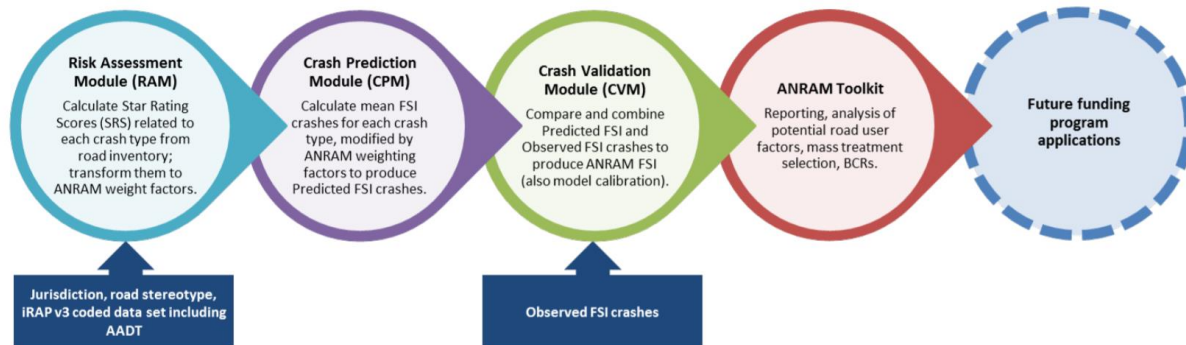 Risk Assessment
Module (RAM)
Calculate Star Rating
Scores (SRS) related to
each crash type from
road inventory;
transform them to
ANRAM weight factors.
Crash Prediction
Module (CPM)
Calculate mean FSI
crashes for each crash
type, modified by
ANRAM weighting
factors to produce
Predicted FSI crashes.
Crash Validation
Module (CVM)
Compare and combine
Predicted FSI and
Observed FSI crashes to
produce ANRAM FSI
(also model calibration).
ANRAM Toolkit
Reporting, analysis of
potential road user
factors, mass treatment
selection, BCRs.
Future funding
program
applications
Jurisdiction, road stereotype,
iRAP v3 coded data set including
AADT
Observed FSI crashes